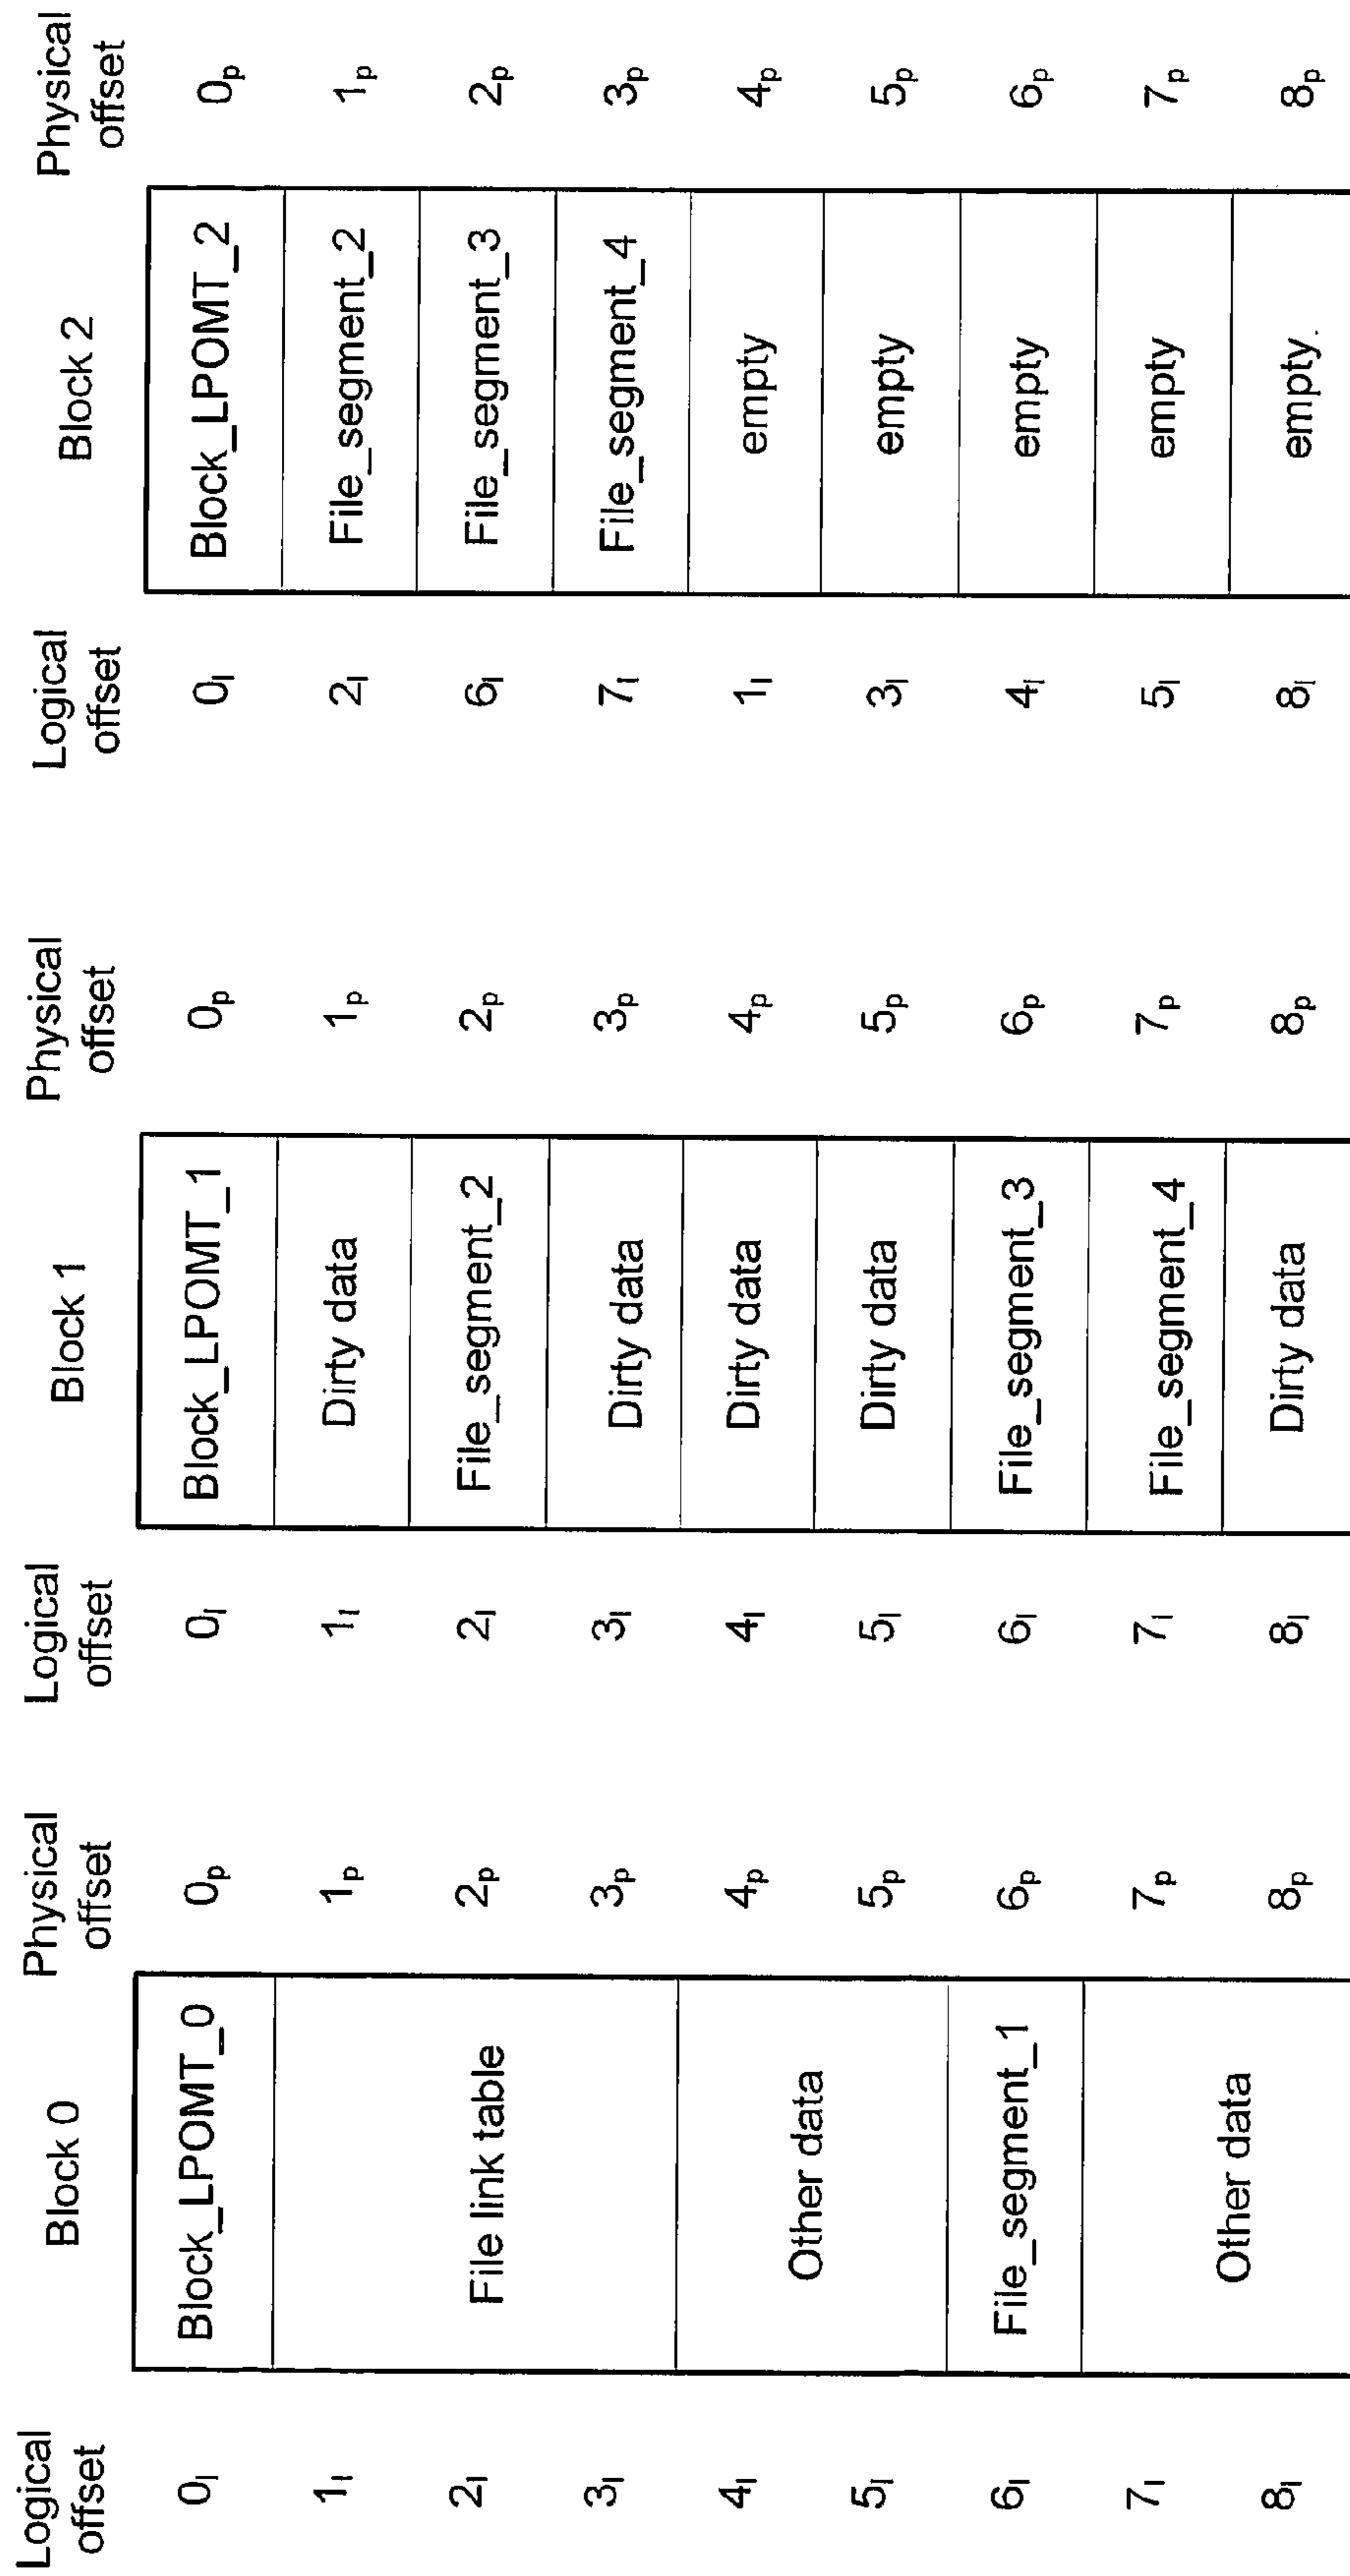 Block 0
Logical
offset
Physical
offset
0l
Block_LPOMT_0
0p
1l
1p
2l
File link table
2p
3l
3p
4l
4p
Other data
5l
5p
6l
File_segment_1
6p
7l
7p
Other data
8l
8p
Block 1
Logical
offset
Physical
offset
0l
Block_LPOMT_1
0p
1l
Dirty data
1p
2l
File_segment_2
2p
3l
Dirty data
3p
4l
Dirty data
4p
5l
Dirty data
5p
6l
File_segment_3
6p
7l
File_segment_4
7p
8l
Dirty data
8p
Block 2
Logical
offset
Physical
offset
0l
Block_LPOMT_2
0p
2l
File_segment_2
1p
6l
File_segment_3
2p
7l
File_segment_4
3p
1l
empty
4p
3l
empty
5p
4l
empty
6p
5l
empty
7p
8l
empty
8p